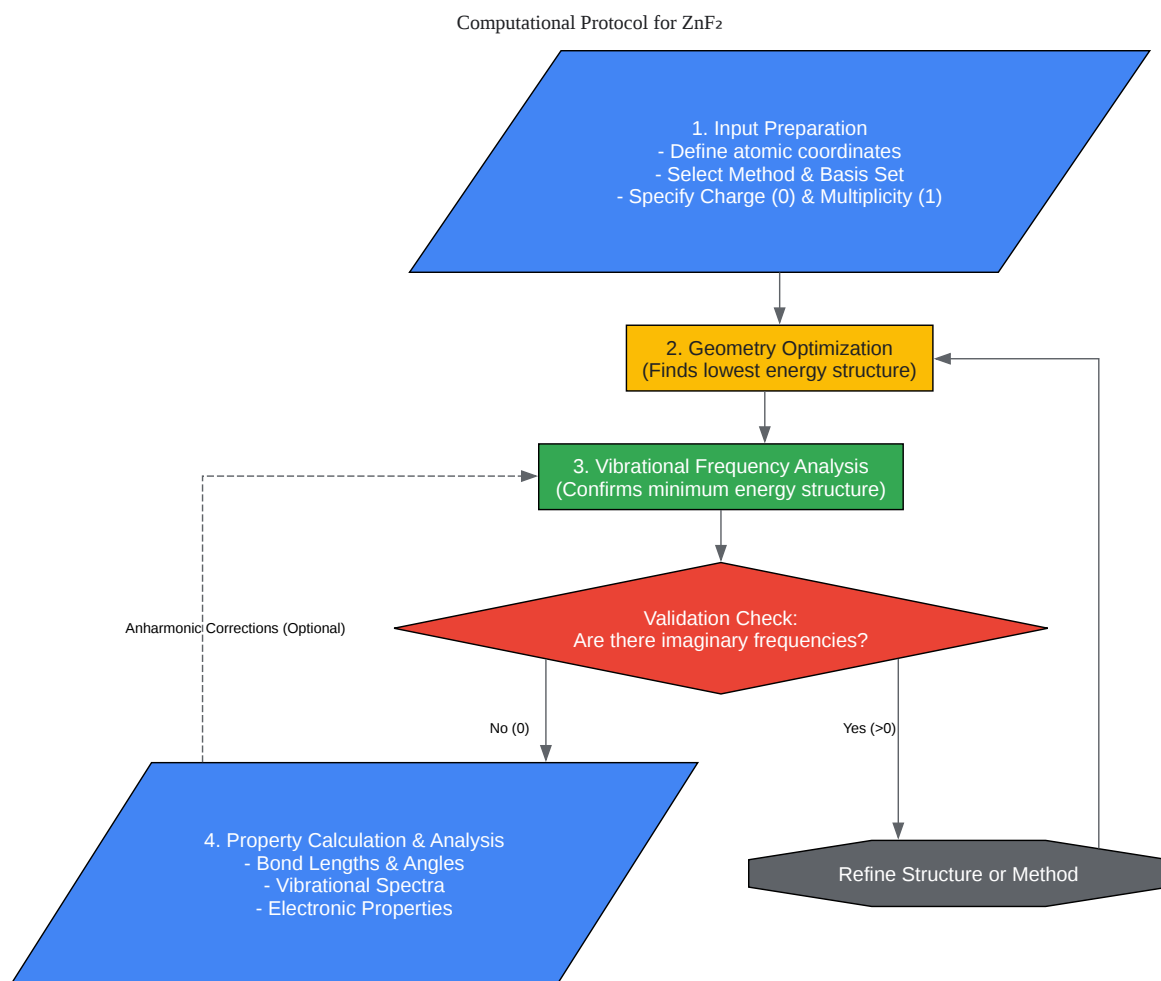 Computational Protocol for ZnF₂
1. Input Preparation
- Define atomic coordinates
- Select Method & Basis Set
- Specify Charge (0) & Multiplicity (1)
2. Geometry Optimization
(Finds lowest energy structure)
3. Vibrational Frequency Analysis
(Confirms minimum energy structure)
Validation Check:
Are there imaginary frequencies?
Anharmonic Corrections (Optional)
No (0)
Yes (>0)
4. Property Calculation & Analysis
- Bond Lengths & Angles
- Vibrational Spectra
- Electronic Properties
Refine Structure or Method